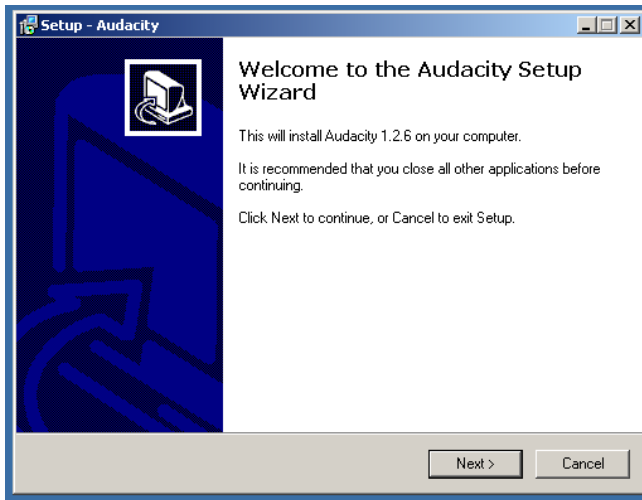 Setup - Audacity
Welcome to the Audacity Setup
Wizard
This will install Audacity 1.2.6 on your computer.
It is recommended that you close all other applications before
continuing.
Click Next to continue, or Cancel to exit Setup.
Next >
Cancel